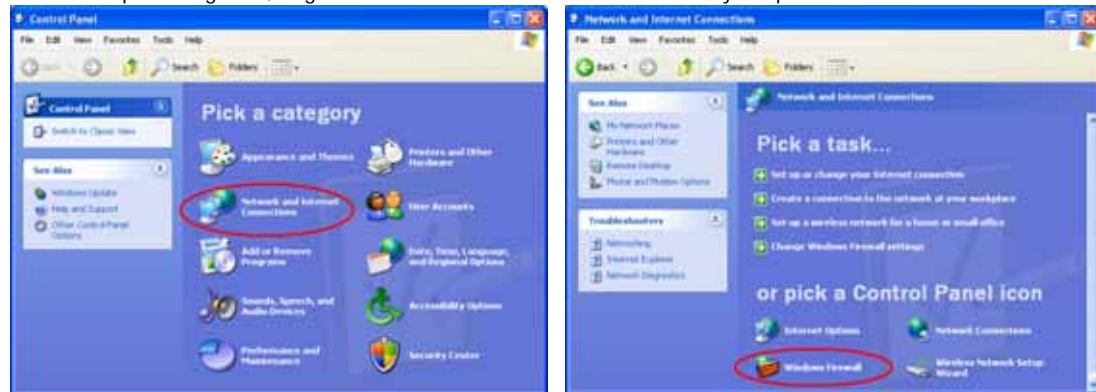 Control Panel
File Edit View Favorites Tools Help
Search Folders
Control Panel
Switch to Classic View
See Also
Windows Update
Help and Support
Other Control Panel
Options
Pick a category
Appearance and Themes
Printers and Other
Hardware
Network and Internet
Connections
User Accounts
Add or Remove
Programs
Date, Time, Language,
and Regional Options
Sounds, Speech, and
Audio Devices
Accessibility Options
Performance and
Maintenance
Security Center
Network and Internet Connections
File Edit View Favorites Tools Help
Back Search Folders
See Also
My Network Places
Printers and Other
Hardware
Remote Desktop
Phone and Modem Options
Troubleshooters
Networking
Internet Explorer
Network Diagnostics
Network and Internet Connections
Pick a task...
Set up or change your Internet connection
Create a connection to the network at your workplace
Set up a wireless network for a home or small office
Change Windows Firewall settings
or pick a Control Panel icon
Internet Options
Network Connections
Windows Firewall
Wireless Network Setup
Wizard